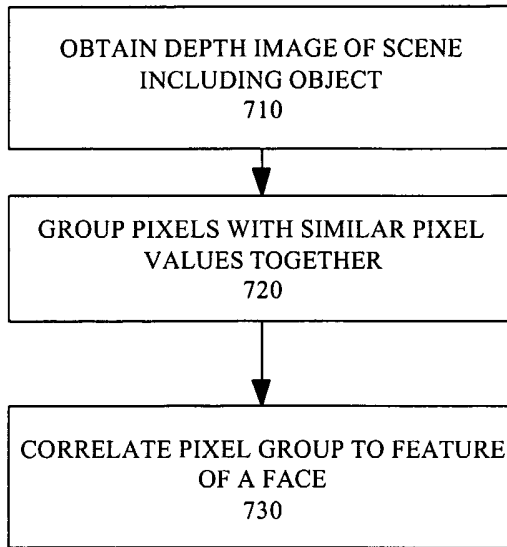 OBTAIN DEPTH IMAGE OF SCENE
INCLUDING OBJECT
710
GROUP PIXELS WITH SIMILAR PIXEL
VALUES TOGETHER
720
CORRELATE PIXEL GROUP TO FEATURE
OF A FACE
730